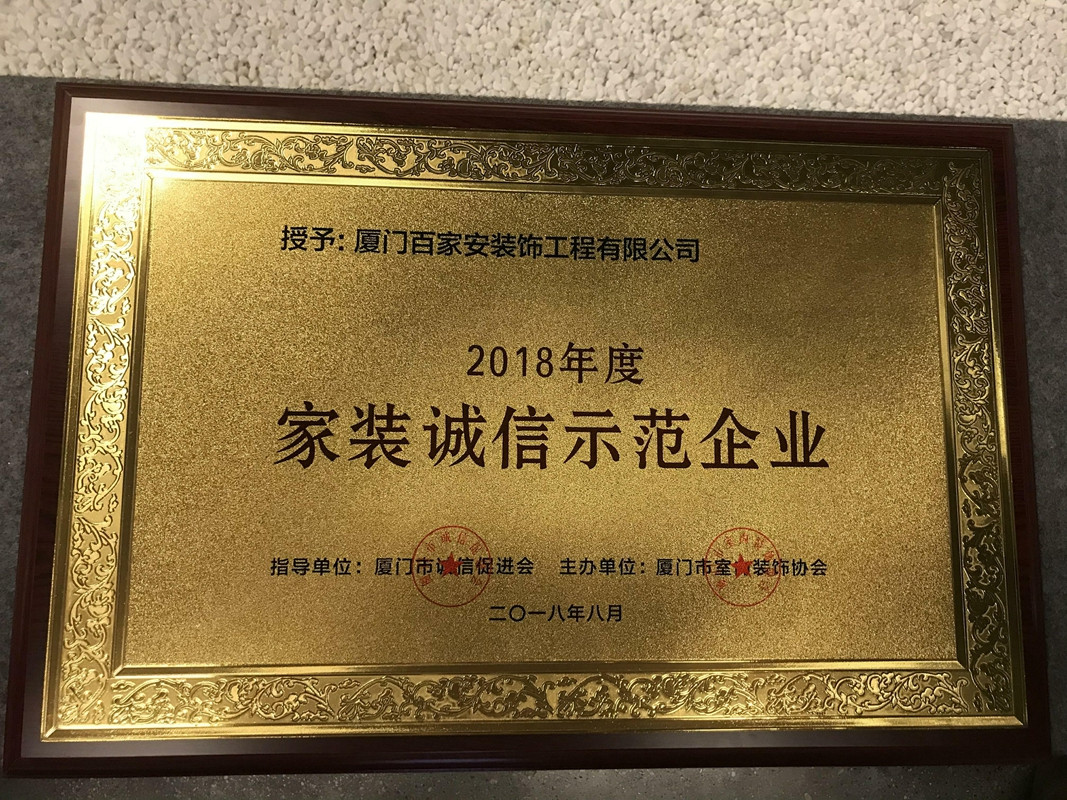 授予：厦门百家安装饰工程有限公司
2018年度
家装诚信示范企业
指导单位：厦门市诚信促进会 主办单位：厦门市室内装饰协会
二〇一八年八月